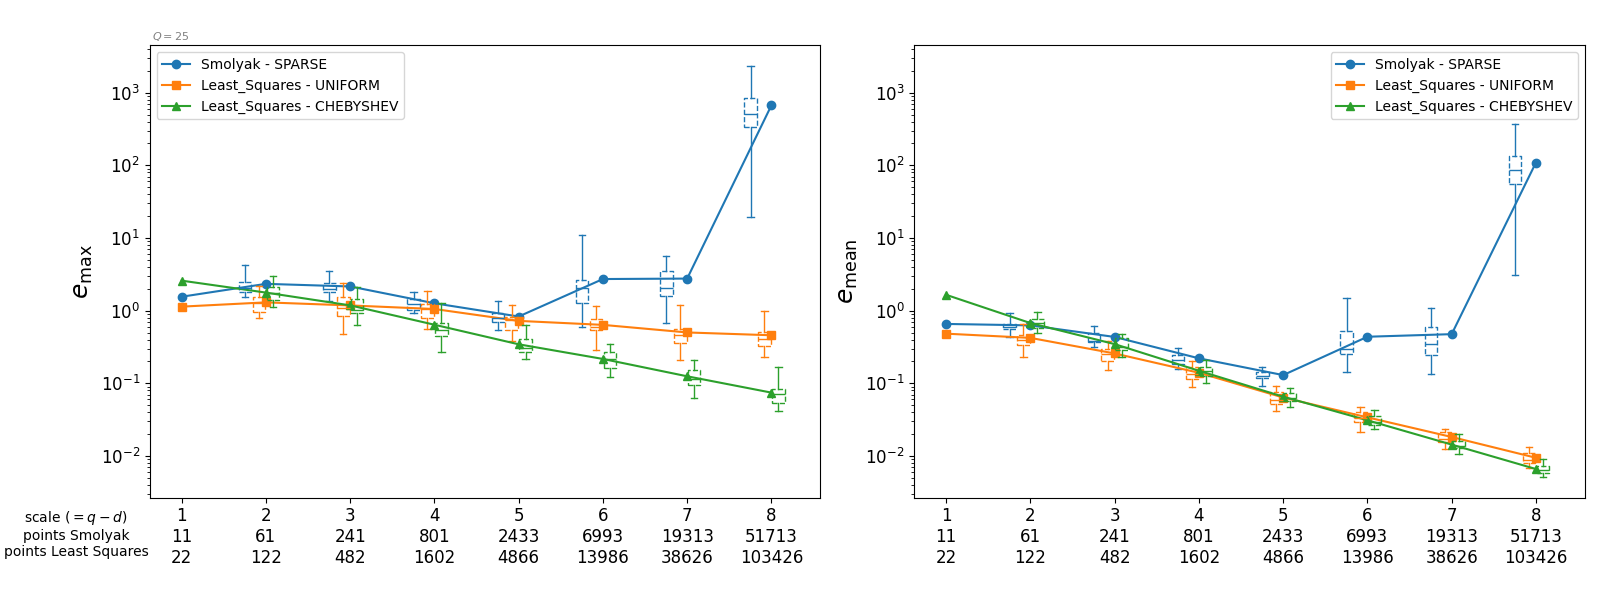 Q = 25
Smolyak - SPARSE
Least_Squares - UNIFORM
Least_Squares - CHEBYSHEV
10³
10²
10¹
10⁰
10⁻¹
10⁻²
e_max
scale (= q − d) 1 2 3 4 5 6 7 8
points Smolyak 11 61 241 801 2433 6993 19313 51713
points Least Squares 22 122 482 1602 4866 13986 38626 103426
Smolyak - SPARSE
Least_Squares - UNIFORM
Least_Squares - CHEBYSHEV
10³
10²
10¹
10⁰
10⁻¹
10⁻²
e_mean
1 2 3 4 5 6 7 8
11 61 241 801 2433 6993 19313 51713
22 122 482 1602 4866 13986 38626 103426